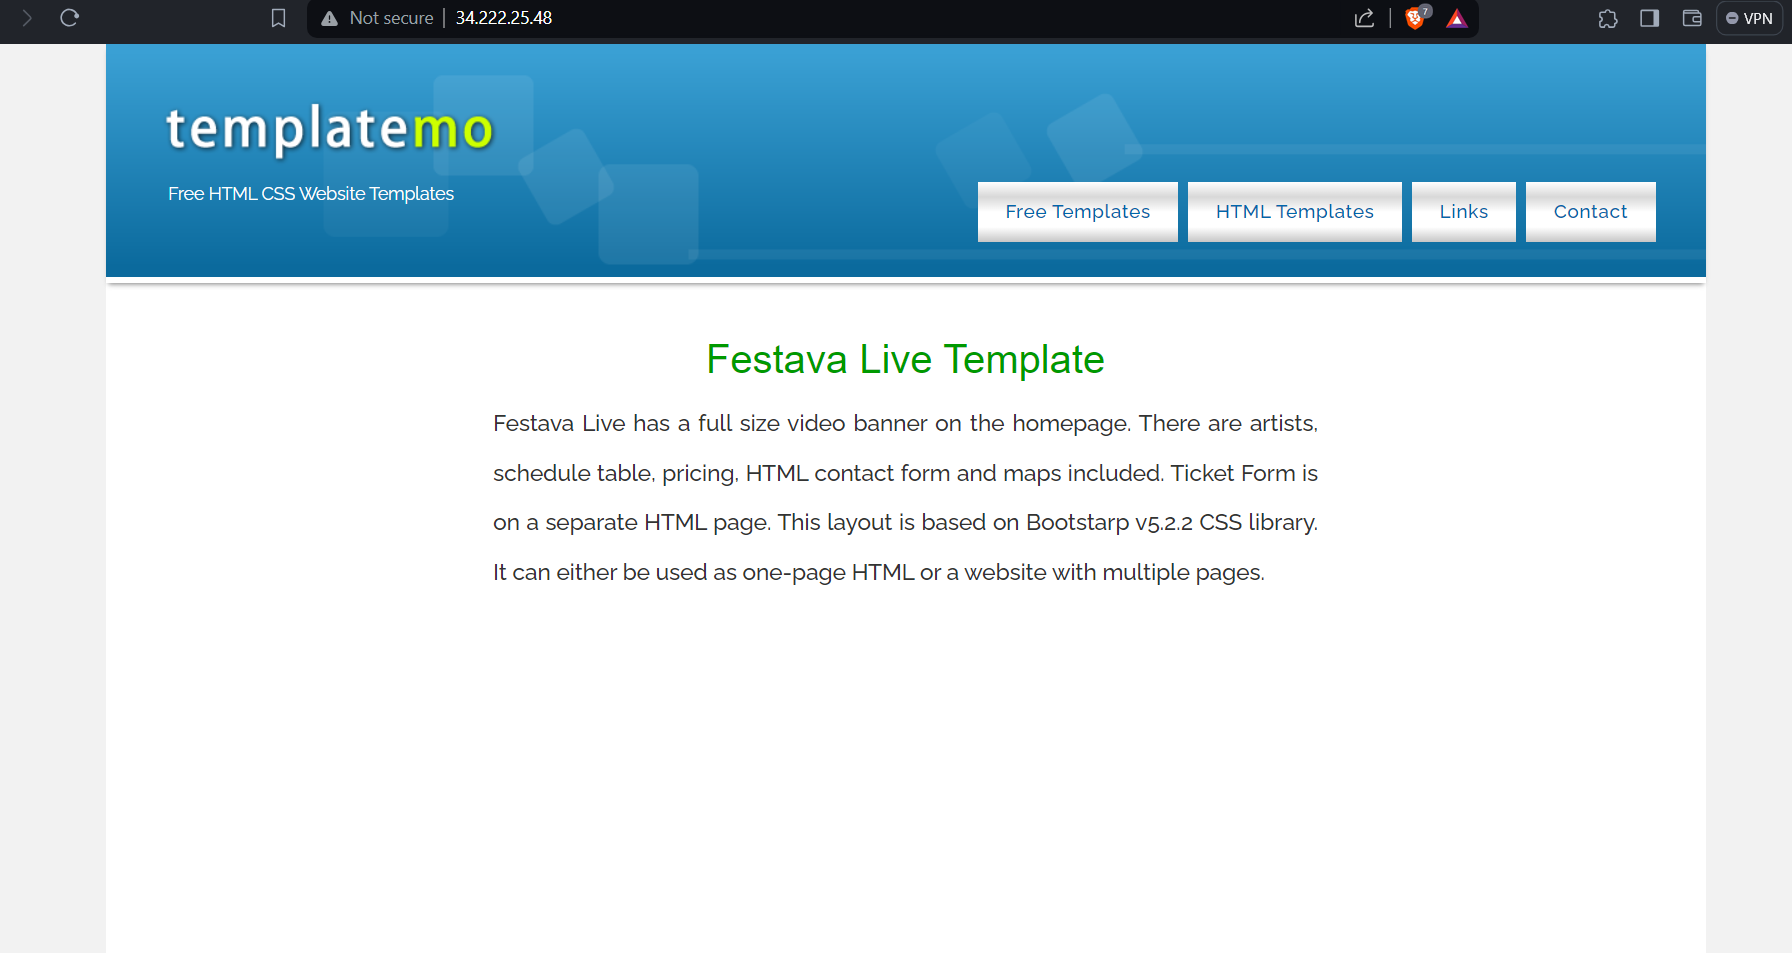 Not secure | 34.222.25.48
7
VPN
templatemo
Free HTML CSS Website Templates
Free Templates
HTML Templates
Links
Contact
Festava Live Template
Festava Live has a full size video banner on the homepage. There are artists,
schedule table, pricing, HTML contact form and maps included. Ticket Form is
on a separate HTML page. This layout is based on Bootstarp v5.2.2 CSS library.
It can either be used as one-page HTML or a website with multiple pages.